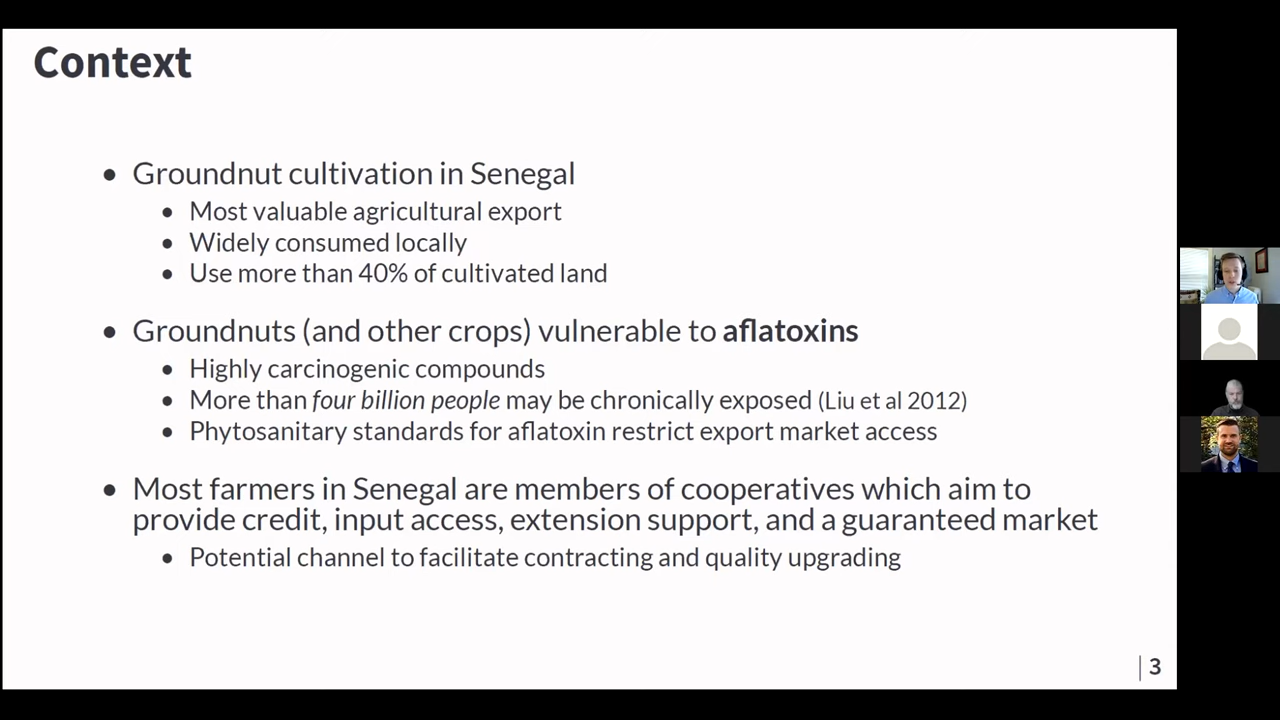 Context
• Groundnut cultivation in Senegal
• Most valuable agricultural export
• Widely consumed locally
• Use more than 40% of cultivated land
• Groundnuts (and other crops) vulnerable to aflatoxins
• Highly carcinogenic compounds
• More than four billion people may be chronically exposed (Liu et al 2012)
• Phytosanitary standards for aflatoxin restrict export market access
• Most farmers in Senegal are members of cooperatives which aim to
provide credit, input access, extension support, and a guaranteed market
• Potential channel to facilitate contracting and quality upgrading
| 3